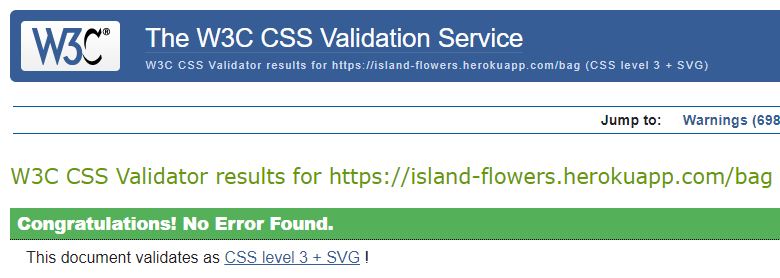 W3C®
The W3C CSS Validation Service
W3C CSS Validator results for https://island-flowers.herokuapp.com/bag (CSS level 3 + SVG)
Jump to: Warnings (698
W3C CSS Validator results for https://island-flowers.herokuapp.com/bag
Congratulations! No Error Found.
This document validates as CSS level 3 + SVG !